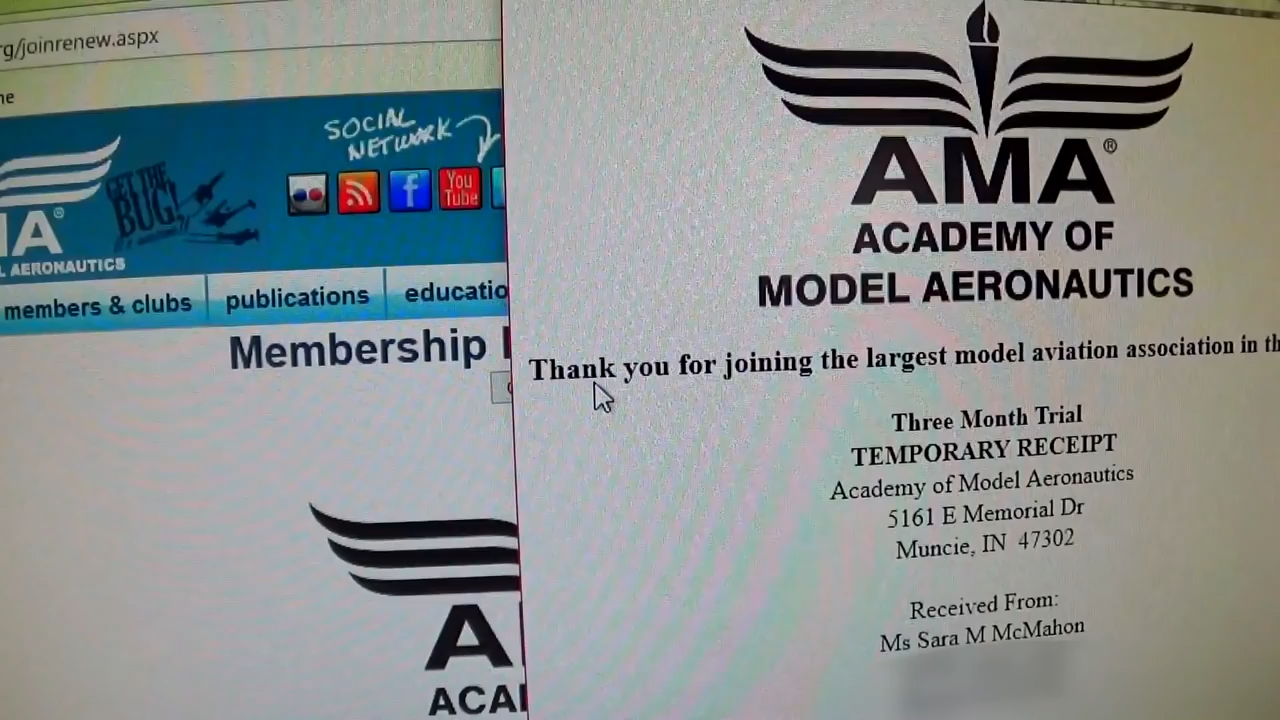 rg/joinrenew.aspx
ne
SOCIAL
NETWORK
GET THE
BUG!
You
Tube
f
IA®
L AERONAUTICS
members & clubs
publications
educatio
Membership
A
ACA
AMA®
ACADEMY OF
MODEL AERONAUTICS
Thank you for joining the largest model aviation association in th
Three Month Trial
TEMPORARY RECEIPT
Academy of Model Aeronautics
5161 E Memorial Dr
Muncie, IN 47302
Received From:
Ms Sara M McMahon